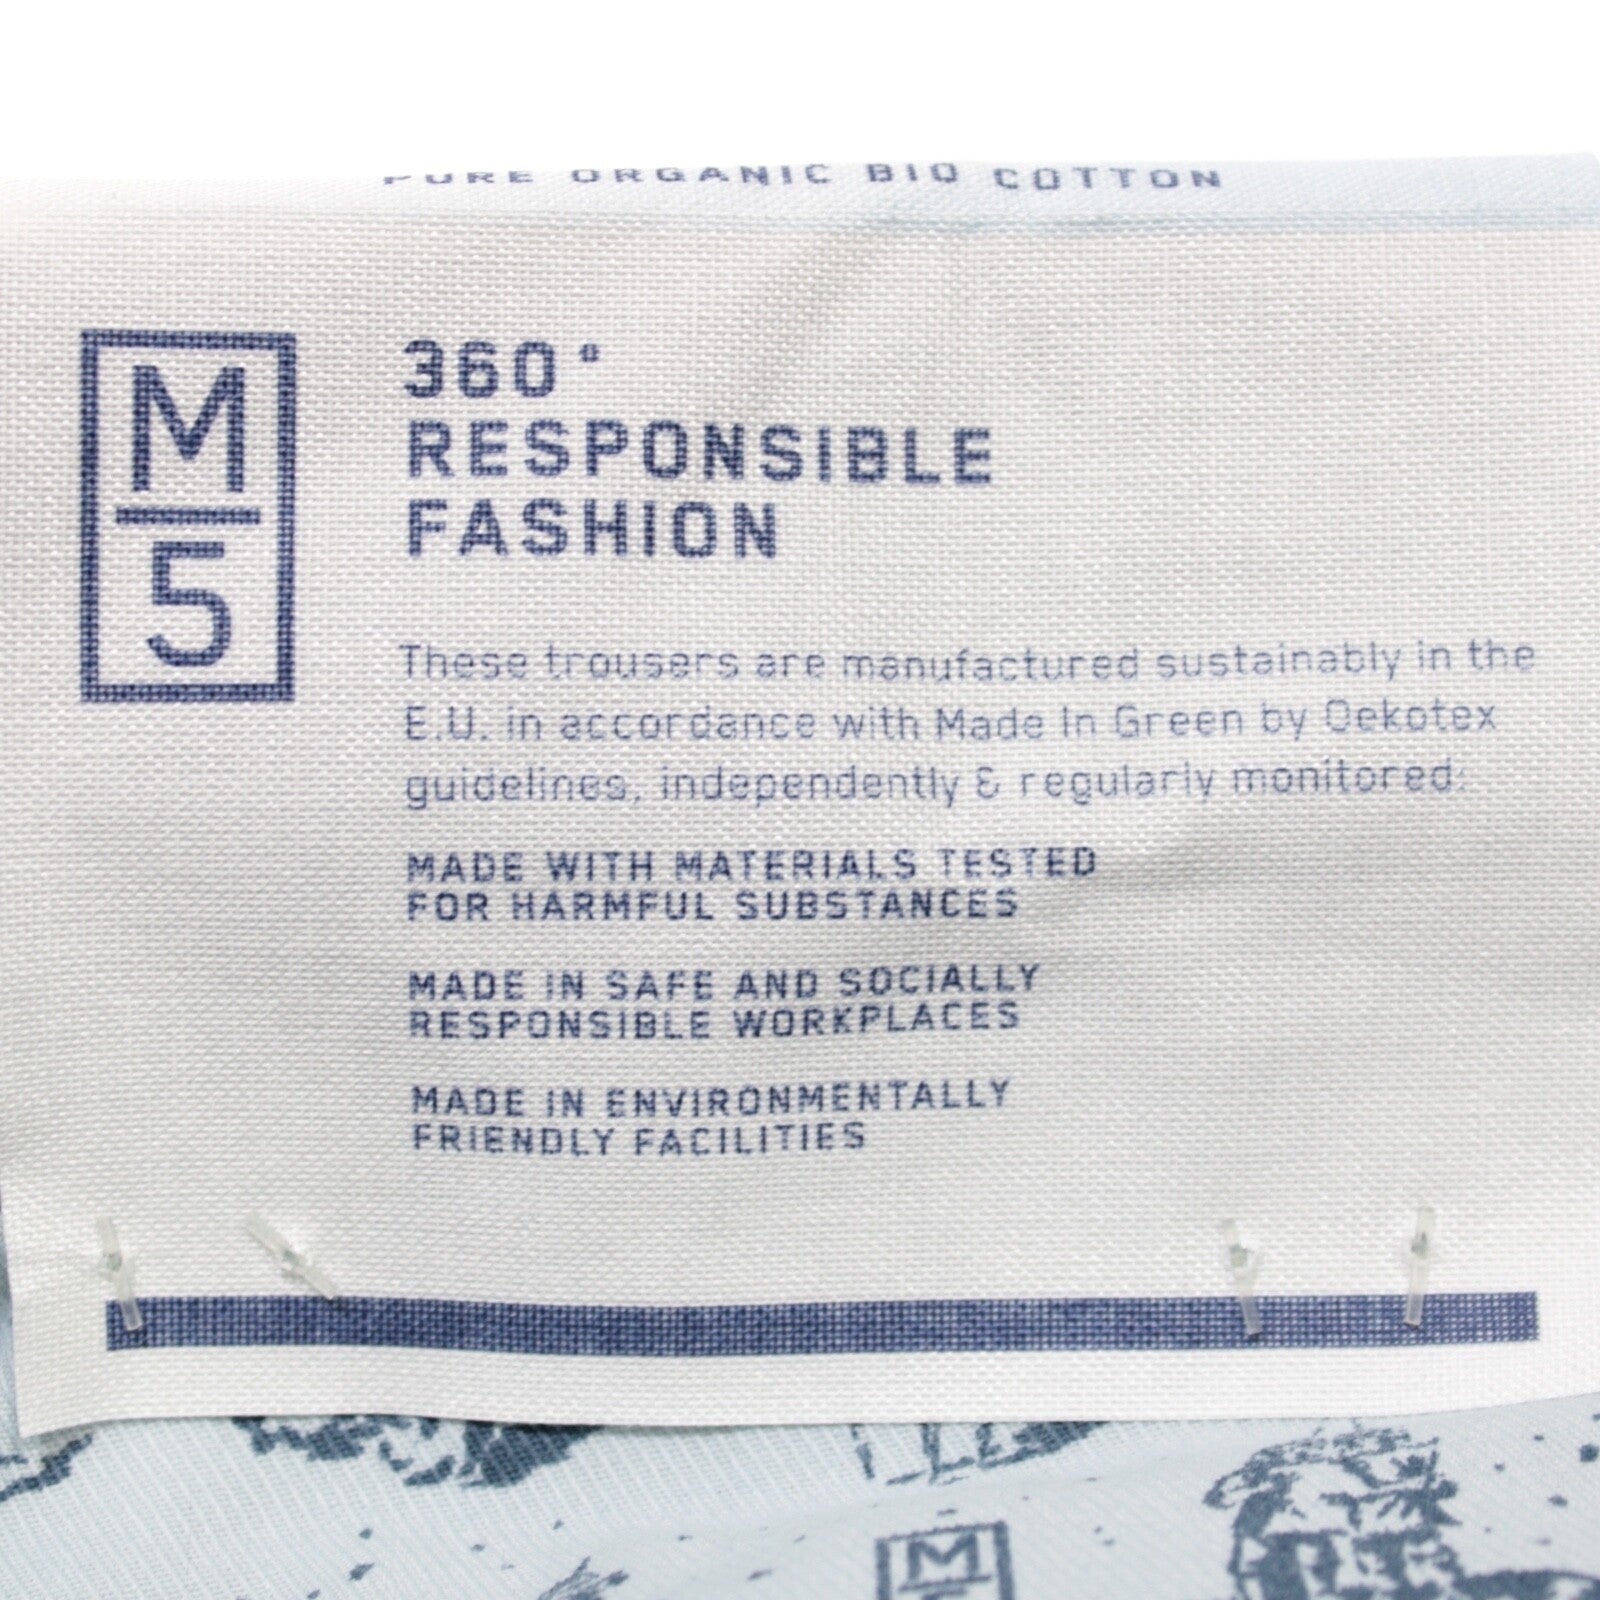 PURE ORGANIC BIO COTTON
M
5
360°
RESPONSIBLE
FASHION
These trousers are manufactured sustainably in the
E.U. in accordance with Made In Green by Oekotex
guidelines, independently & regularly monitored:
MADE WITH MATERIALS TESTED
FOR HARMFUL SUBSTANCES
MADE IN SAFE AND SOCIALLY
RESPONSIBLE WORKPLACES
MADE IN ENVIRONMENTALLY
FRIENDLY FACILITIES
M